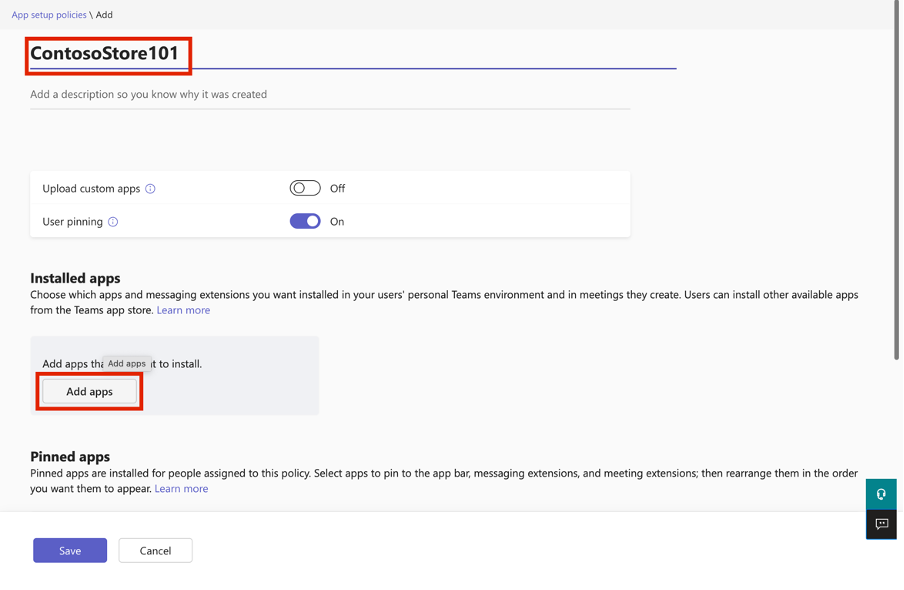 App setup policies \ Add
ContosoStore101
Add a description so you know why it was created
Upload custom apps Off
User pinning On
Installed apps
Choose which apps and messaging extensions you want installed in your users' personal Teams environment and in meetings they create. Users can install other available apps
from the Teams app store. Learn more
Add apps tha Add apps t to install.
Add apps
Pinned apps
Pinned apps are installed for people assigned to this policy. Select apps to pin to the app bar, messaging extensions, and meeting extensions; then rearrange them in the order
you want them to appear. Learn more
Save Cancel